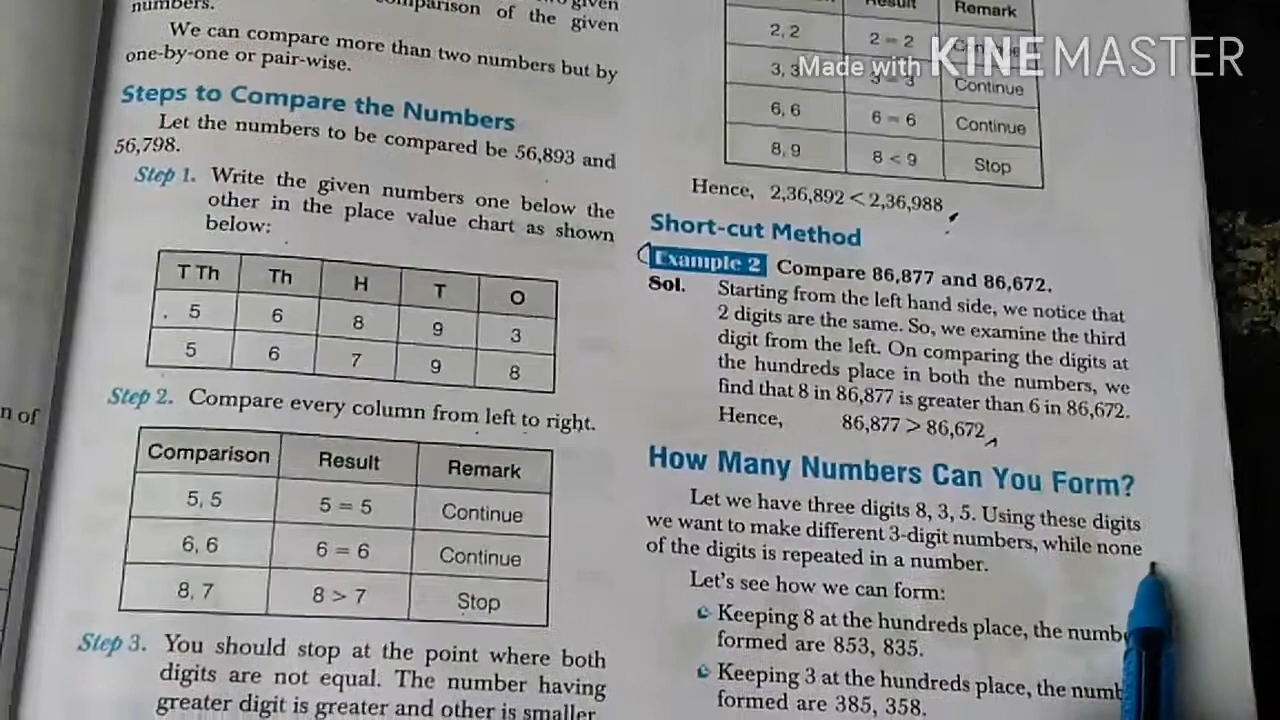 numbers.
comparison of the given
We can compare more than two numbers but by
one-by-one or pair-wise.
Steps to Compare the Numbers
Let the numbers to be compared be 56,893 and
56,798.
Step 1. Write the given numbers one below the
other in the place value chart as shown
below:
T Th Th H T O
5 6 8 9 3
5 6 7 9 8
Step 2. Compare every column from left to right.
Comparison Result Remark
5, 5 5 = 5 Continue
6, 6 6 = 6 Continue
8, 7 8 > 7 Stop
Step 3. You should stop at the point where both
digits are not equal. The number having
greater digit is greater and other is smaller.
n of
Result Remark
2, 2 2 = 2
3, 3 3 = 3 Continue
6, 6 6 = 6 Continue
8, 9 8 < 9 Stop
Made with KINEMASTER
Hence, 2,36,892 < 2,36,988
Short-cut Method
Example 2 Compare 86,877 and 86,672.
Sol. Starting from the left hand side, we notice that
2 digits are the same. So, we examine the third
digit from the left. On comparing the digits at
the hundreds place in both the numbers, we
find that 8 in 86,877 is greater than 6 in 86,672.
Hence, 86,877 > 86,672
How Many Numbers Can You Form?
Let we have three digits 8, 3, 5. Using these digits
we want to make different 3-digit numbers, while none
of the digits is repeated in a number.
Let's see how we can form:
Keeping 8 at the hundreds place, the numb
formed are 853, 835.
Keeping 3 at the hundreds place, the numb
formed are 385, 358.